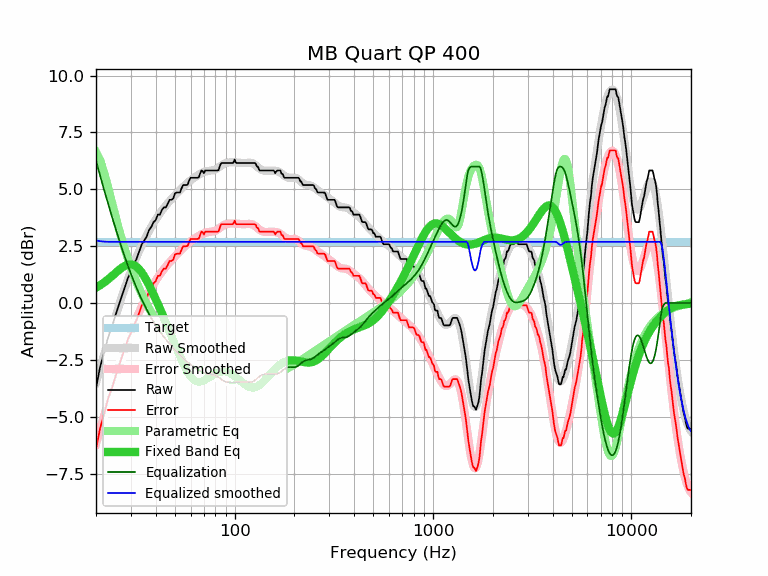 MB Quart QP 400
Amplitude (dBr)
10.0
7.5
5.0
2.5
0.0
−2.5
−5.0
−7.5
Target
Raw Smoothed
Error Smoothed
Raw
Error
Parametric Eq
Fixed Band Eq
Equalization
Equalized smoothed
100
1000
10000
Frequency (Hz)